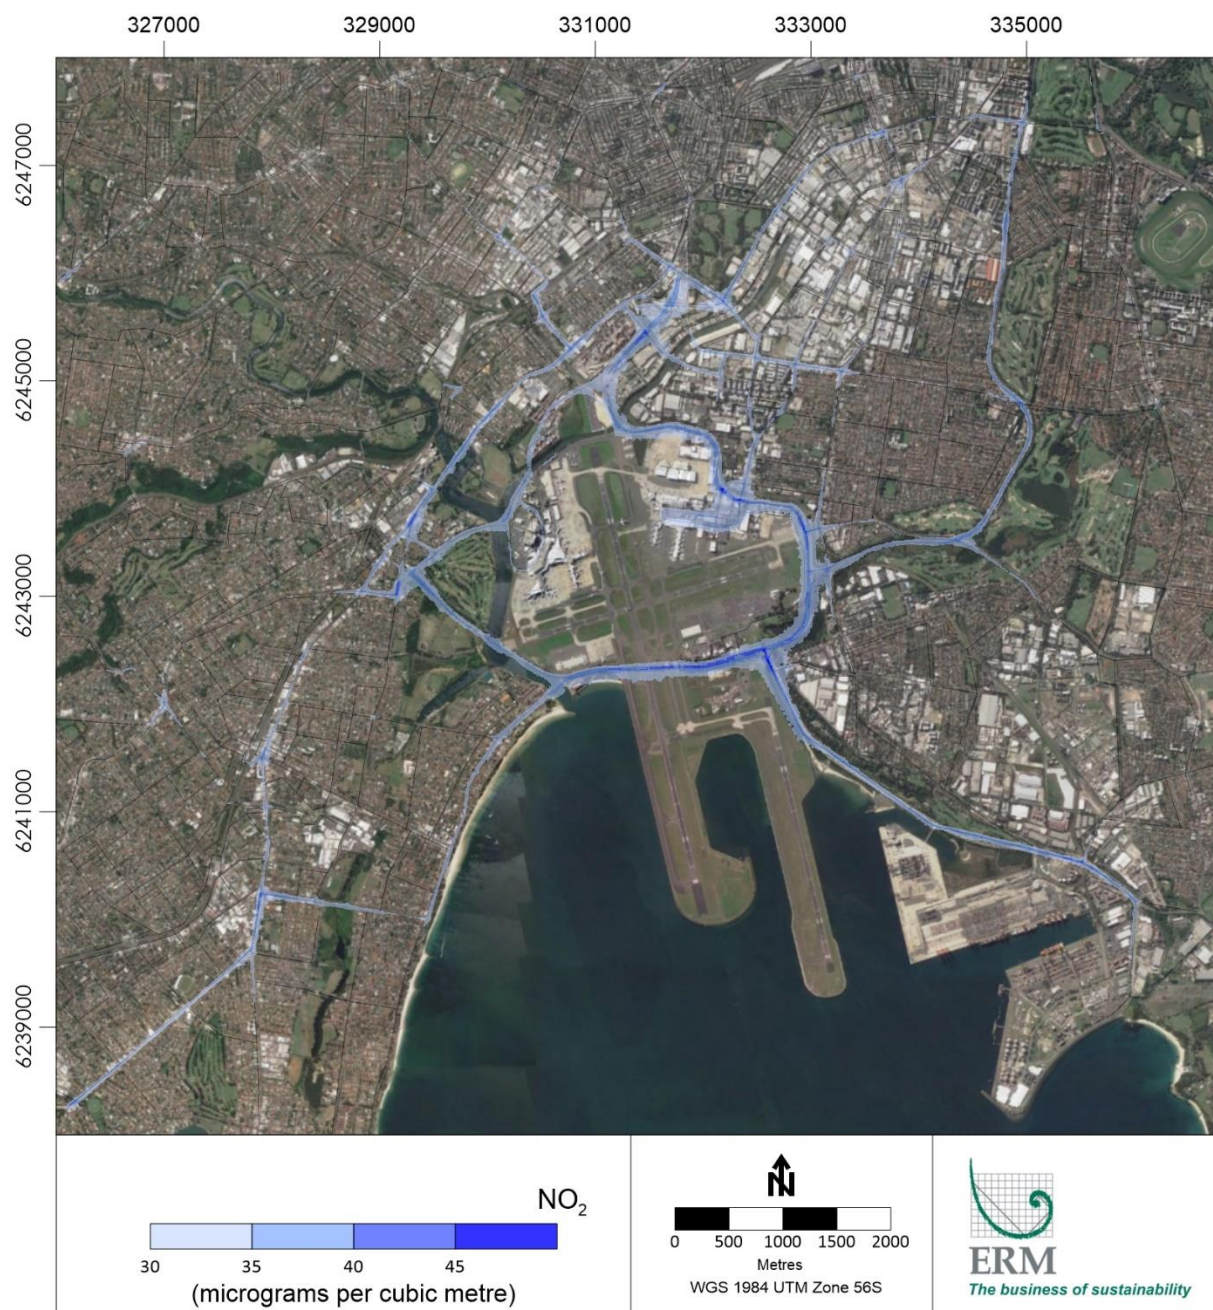 327000 329000 331000 333000 335000
6247000
6245000
6243000
6241000
6239000
NO₂
30 35 40 45
(micrograms per cubic metre)
N
0 500 1000 1500 2000
Metres
WGS 1984 UTM Zone 56S
ERM
The business of sustainability